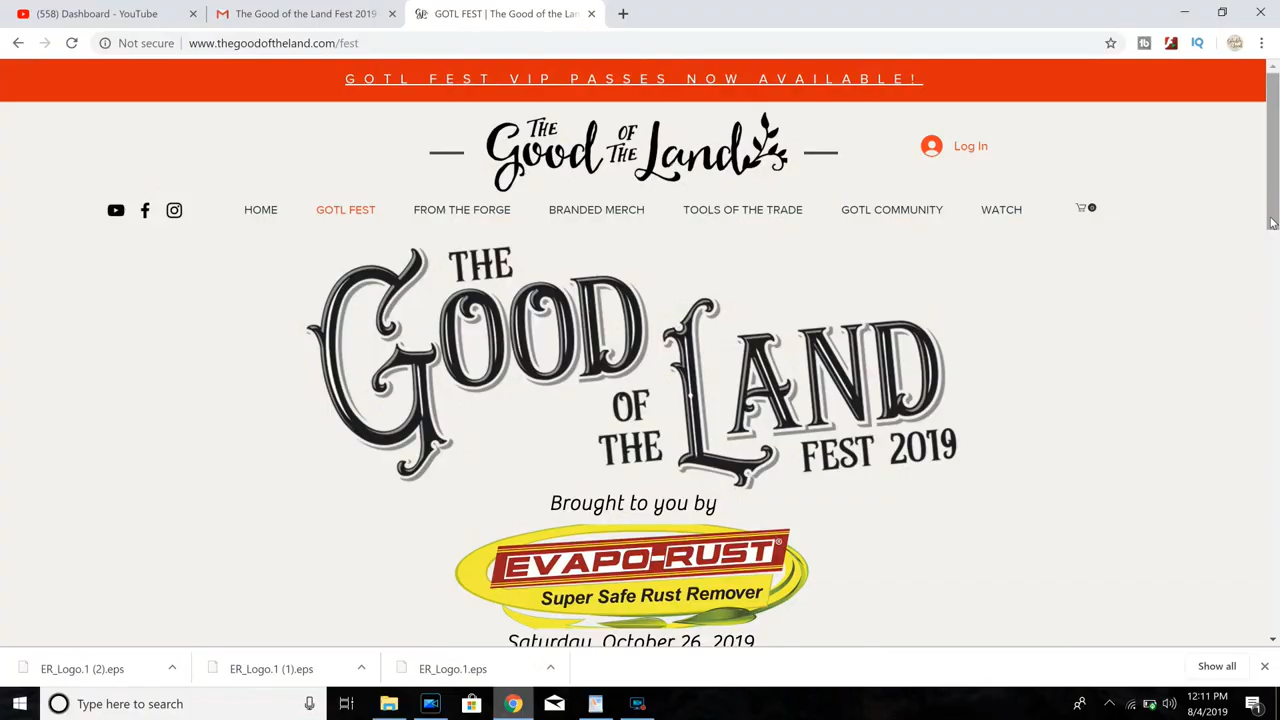 (558) Dashboard - YouTube
The Good of the Land Fest 2019
GOTL FEST | The Good of the Lan
Not secure
www.thegoodoftheland.com/fest
GOTL FEST VIP PASSES NOW AVAILABLE!
THE Good OF THE Land
Log In
HOME
GOTL FEST
FROM THE FORGE
BRANDED MERCH
TOOLS OF THE TRADE
GOTL COMMUNITY
WATCH
0
THE
GOOD LAND
OF
THE
FEST 2019
Brought to you by
EVAPO-RUST®
Super Safe Rust Remover
Saturday, October 26, 2019
ER_Logo.1 (2).eps
ER_Logo.1 (1).eps
ER_Logo.1.eps
Show all
Type here to search
12:11 PM
8/4/2019
1